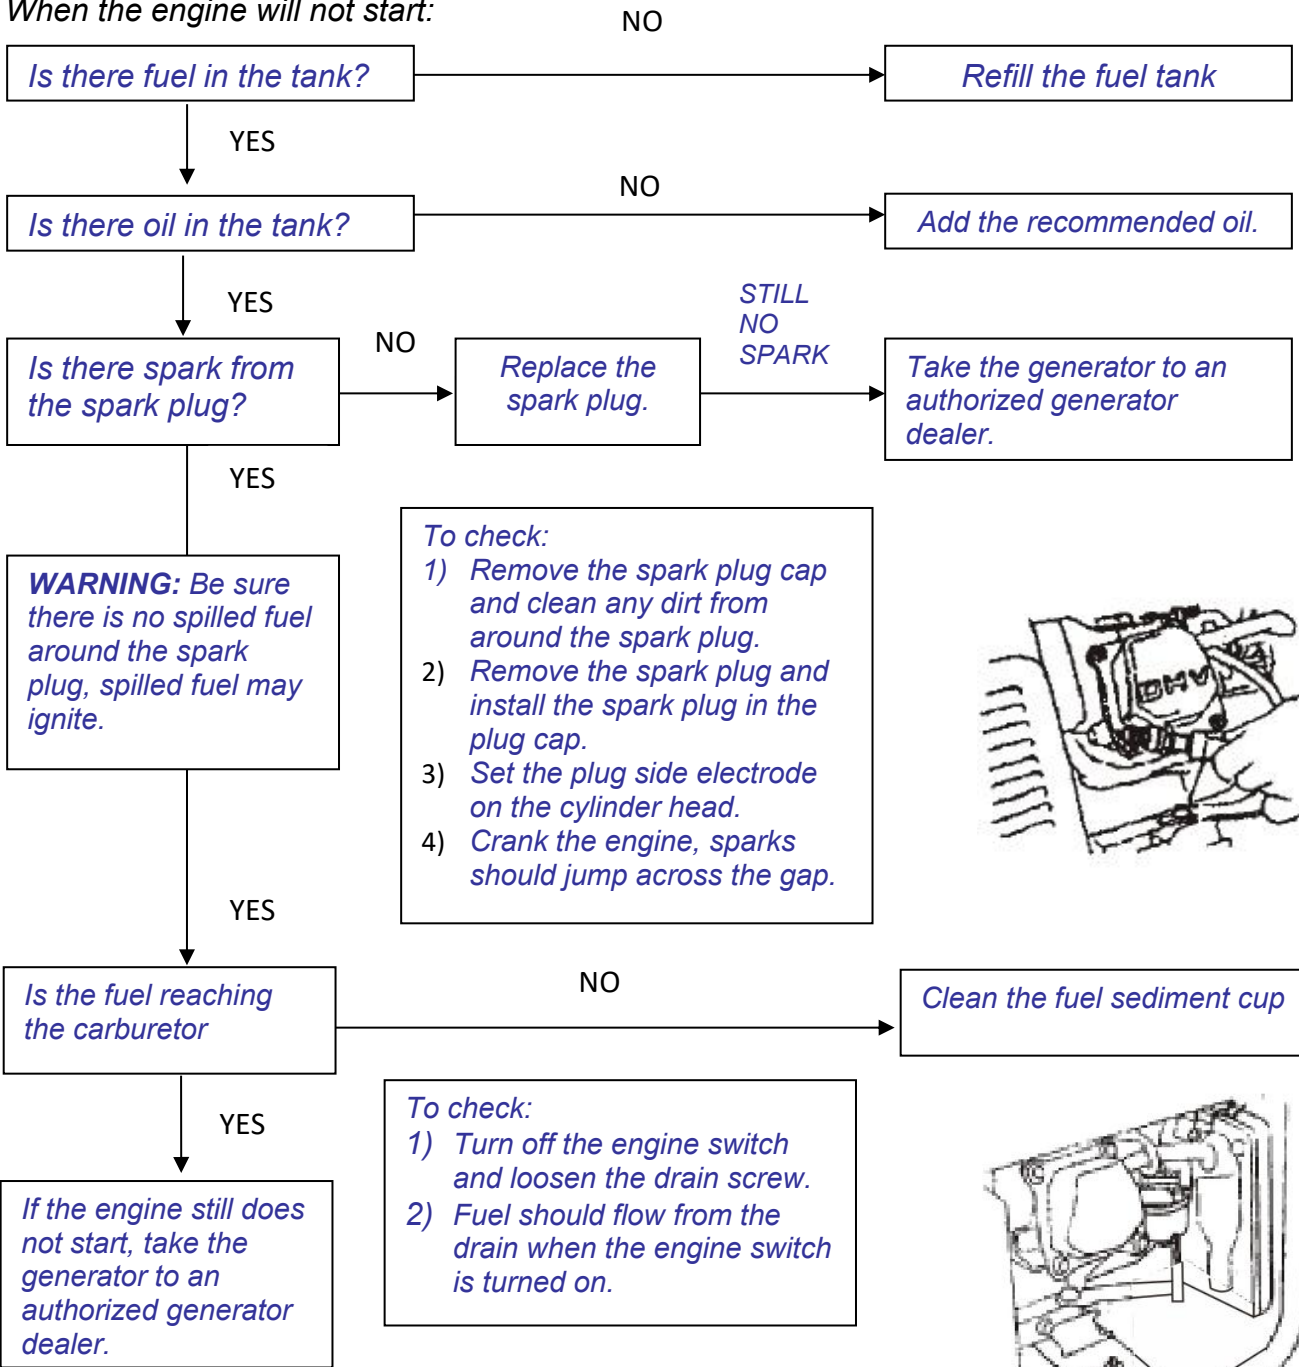 When the engine will not start:
NO
Is there fuel in the tank?
Refill the fuel tank
YES
NO
Is there oil in the tank?
Add the recommended oil.
YES
NO
STILL
NO
SPARK
Is there spark from
the spark plug?
Replace the
spark plug.
Take the generator to an
authorized generator
dealer.
YES
WARNING: Be sure
there is no spilled fuel
around the spark
plug, spilled fuel may
ignite.
To check:
1) Remove the spark plug cap
and clean any dirt from
around the spark plug.
2) Remove the spark plug and
install the spark plug in the
plug cap.
3) Set the plug side electrode
on the cylinder head.
4) Crank the engine, sparks
should jump across the gap.
OHV
YES
Is the fuel reaching
the carburetor
NO
Clean the fuel sediment cup
YES
To check:
1) Turn off the engine switch
and loosen the drain screw.
2) Fuel should flow from the
drain when the engine switch
is turned on.
If the engine still does
not start, take the
generator to an
authorized generator
dealer.